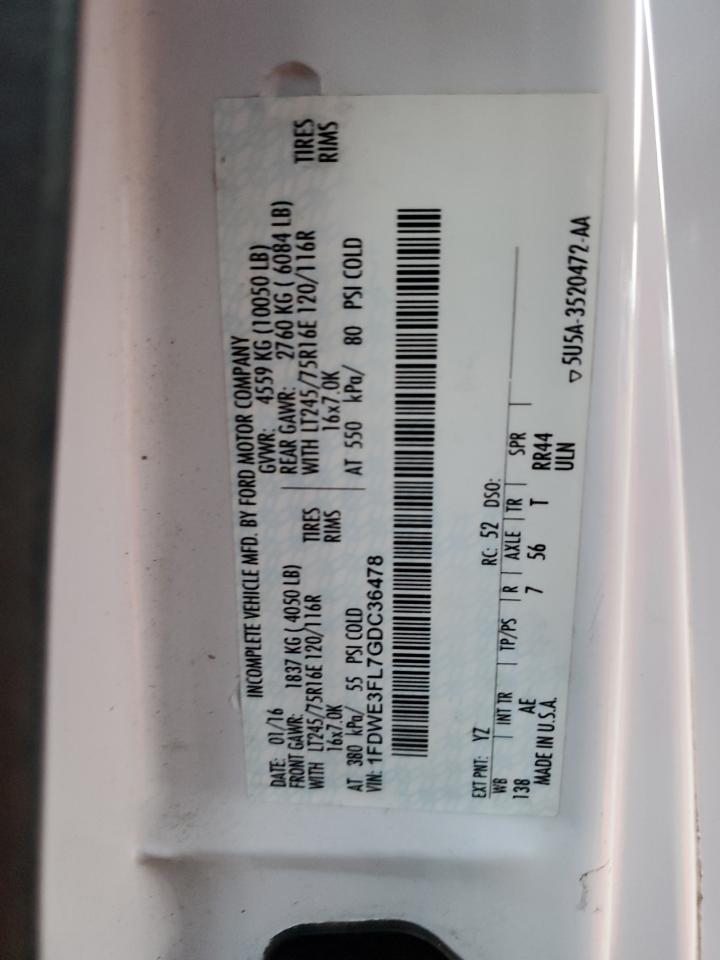 INCOMPLETE VEHICLE MFD. BY FORD MOTOR COMPANY
DATE: 01/16 GVWR: 4559 KG (10050 LB)
FRONT GAWR: 1837 KG ( 4050 LB) REAR GAWR: 2760 KG ( 6084 LB)
WITH LT245/75R16E 120/116R TIRES WITH LT245/75R16E 120/116R TIRES
16x7.0K RIMS 16x7.0K RIMS
AT 380 kPa/ 55 PSI COLD AT 550 kPa/ 80 PSI COLD
VIN: 1FDWE3FL7GDC36478
EXT PNT: YZ RC: 52 DSO:
WB INT TR TP/PS R AXLE TR SPR
138 AE 7 56 T RR44
MADE IN U.S.A. ULN
▽ 5U5A-3520472-AA